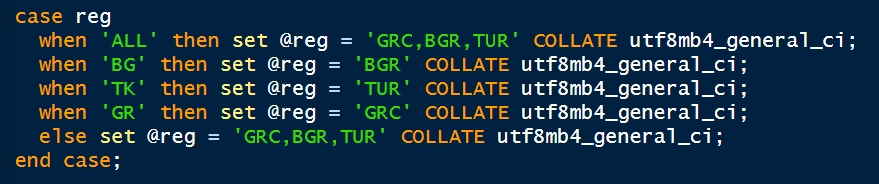 case reg
  when 'ALL' then set @reg = 'GRC,BGR,TUR' COLLATE utf8mb4_general_ci;
  when 'BG' then set @reg = 'BGR' COLLATE utf8mb4_general_ci;
  when 'TK' then set @reg = 'TUR' COLLATE utf8mb4_general_ci;
  when 'GR' then set @reg = 'GRC' COLLATE utf8mb4_general_ci;
  else set @reg = 'GRC,BGR,TUR' COLLATE utf8mb4_general_ci;
end case;